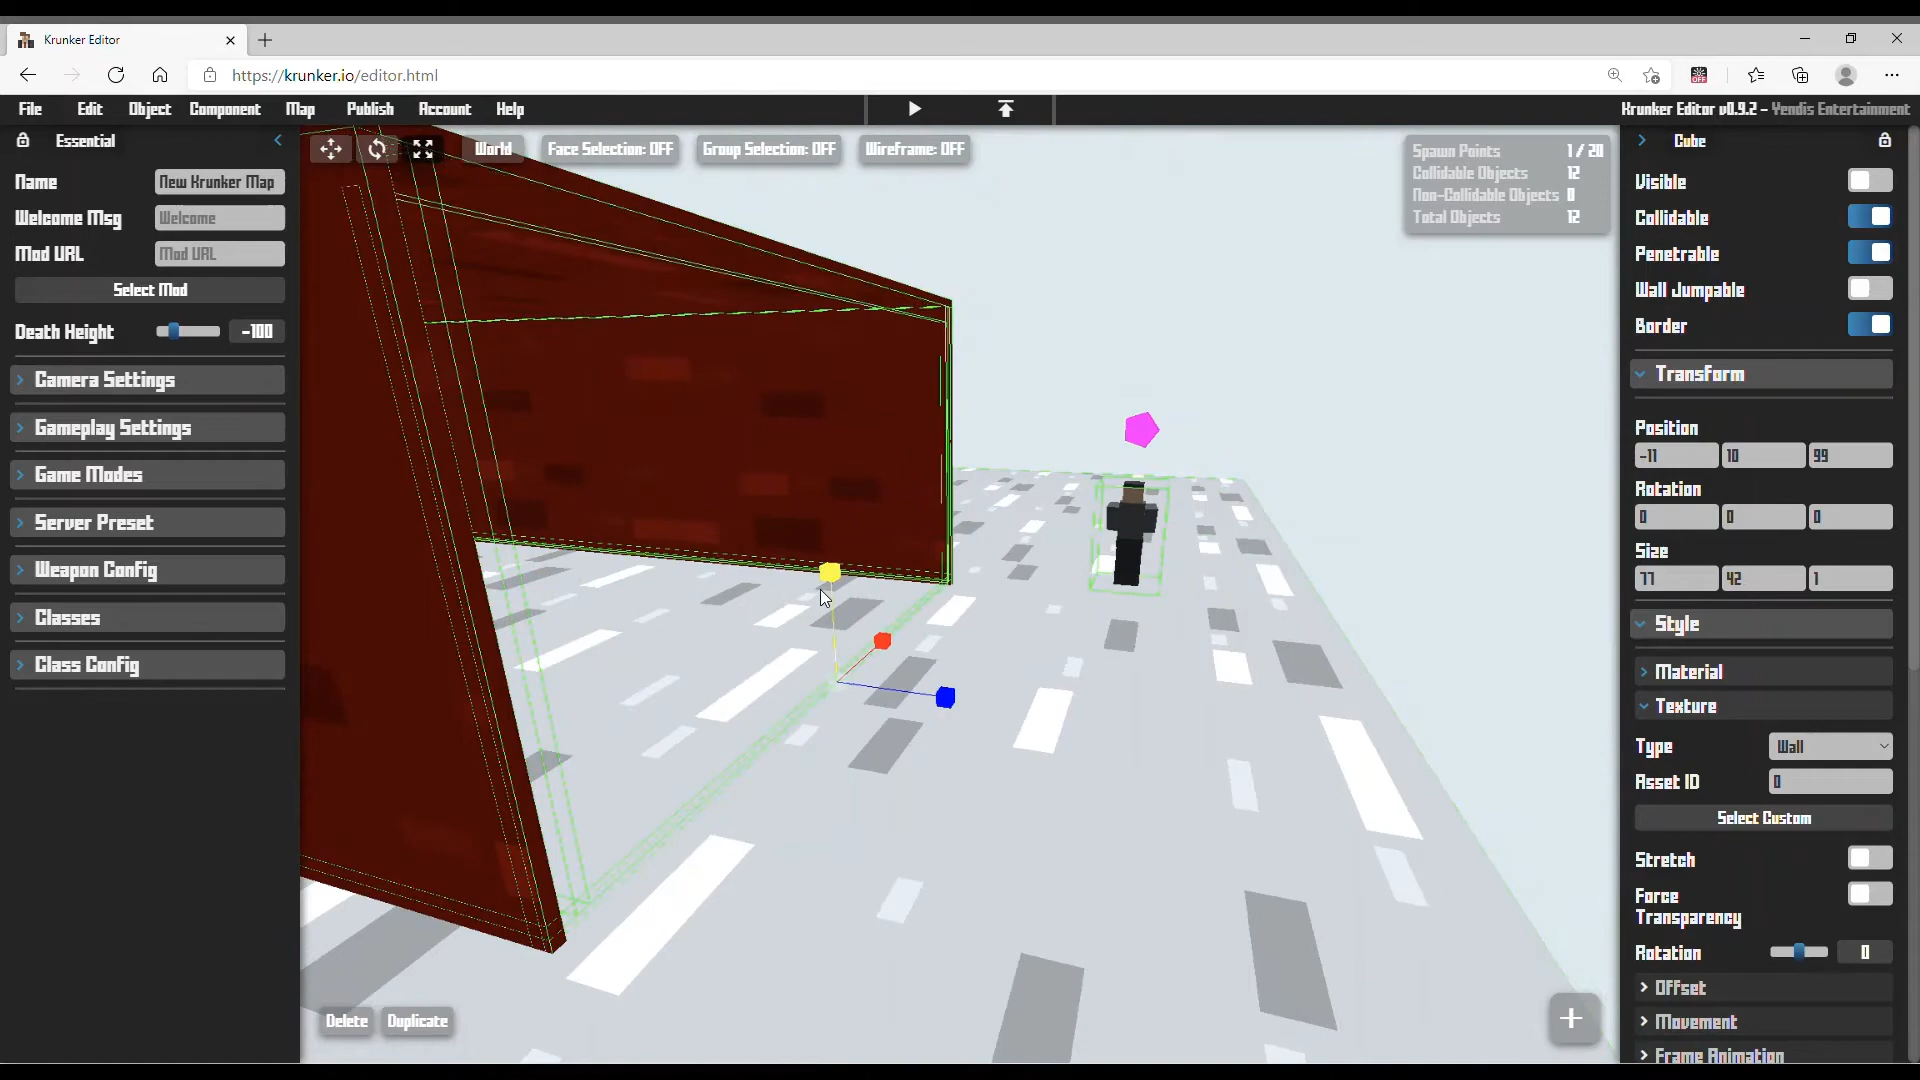 Krunker Editor
https://krunker.io/editor.html
File Edit Object Component Map Publish Account Help
Krunker Editor v0.9.2 - Yendis Entertainment
Essential
Name New Krunker Map
Welcome Msg Welcome
Mod URL Mod URL
Select Mod
Death Height -100
Camera Settings
Gameplay Settings
Game Modes
Server Preset
Weapon Config
Classes
Class Config
World Face Selection: OFF Group Selection: OFF Wireframe: OFF
Spawn Points 1 / 20
Collidable Objects 12
Non-Collidable Objects 0
Total Objects 12
Delete Duplicate
+
Cube
Visible
Collidable
Penetrable
Wall Jumpable
Border
Transform
Position
-11 10 99
Rotation
0 0 0
Size
77 42 1
Style
Material
Texture
Type Wall
Asset ID 0
Select Custom
Stretch
Force
Transparency
Rotation 0
Offset
Movement
Frame Animation